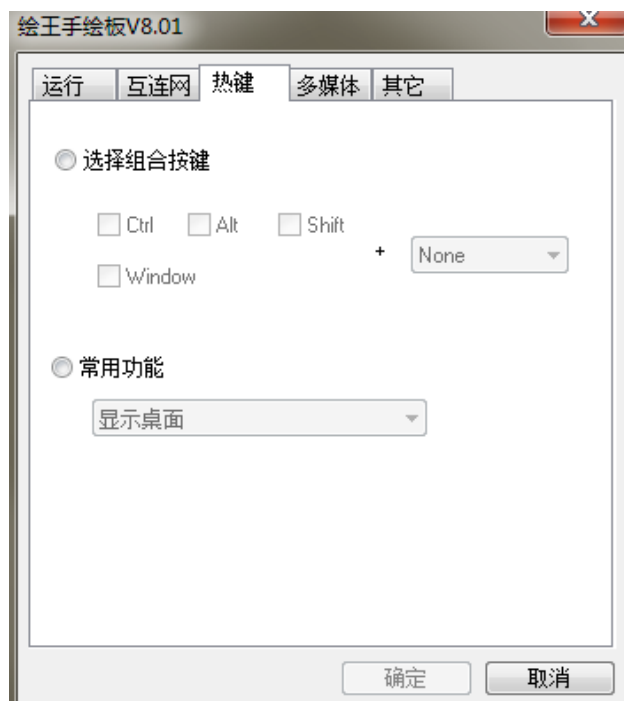 绘王手绘板V8.01
运行 互连网 热键 多媒体 其它
选择组合按键
Ctrl Alt Shift
+ None
Window
常用功能
显示桌面
确定 取消